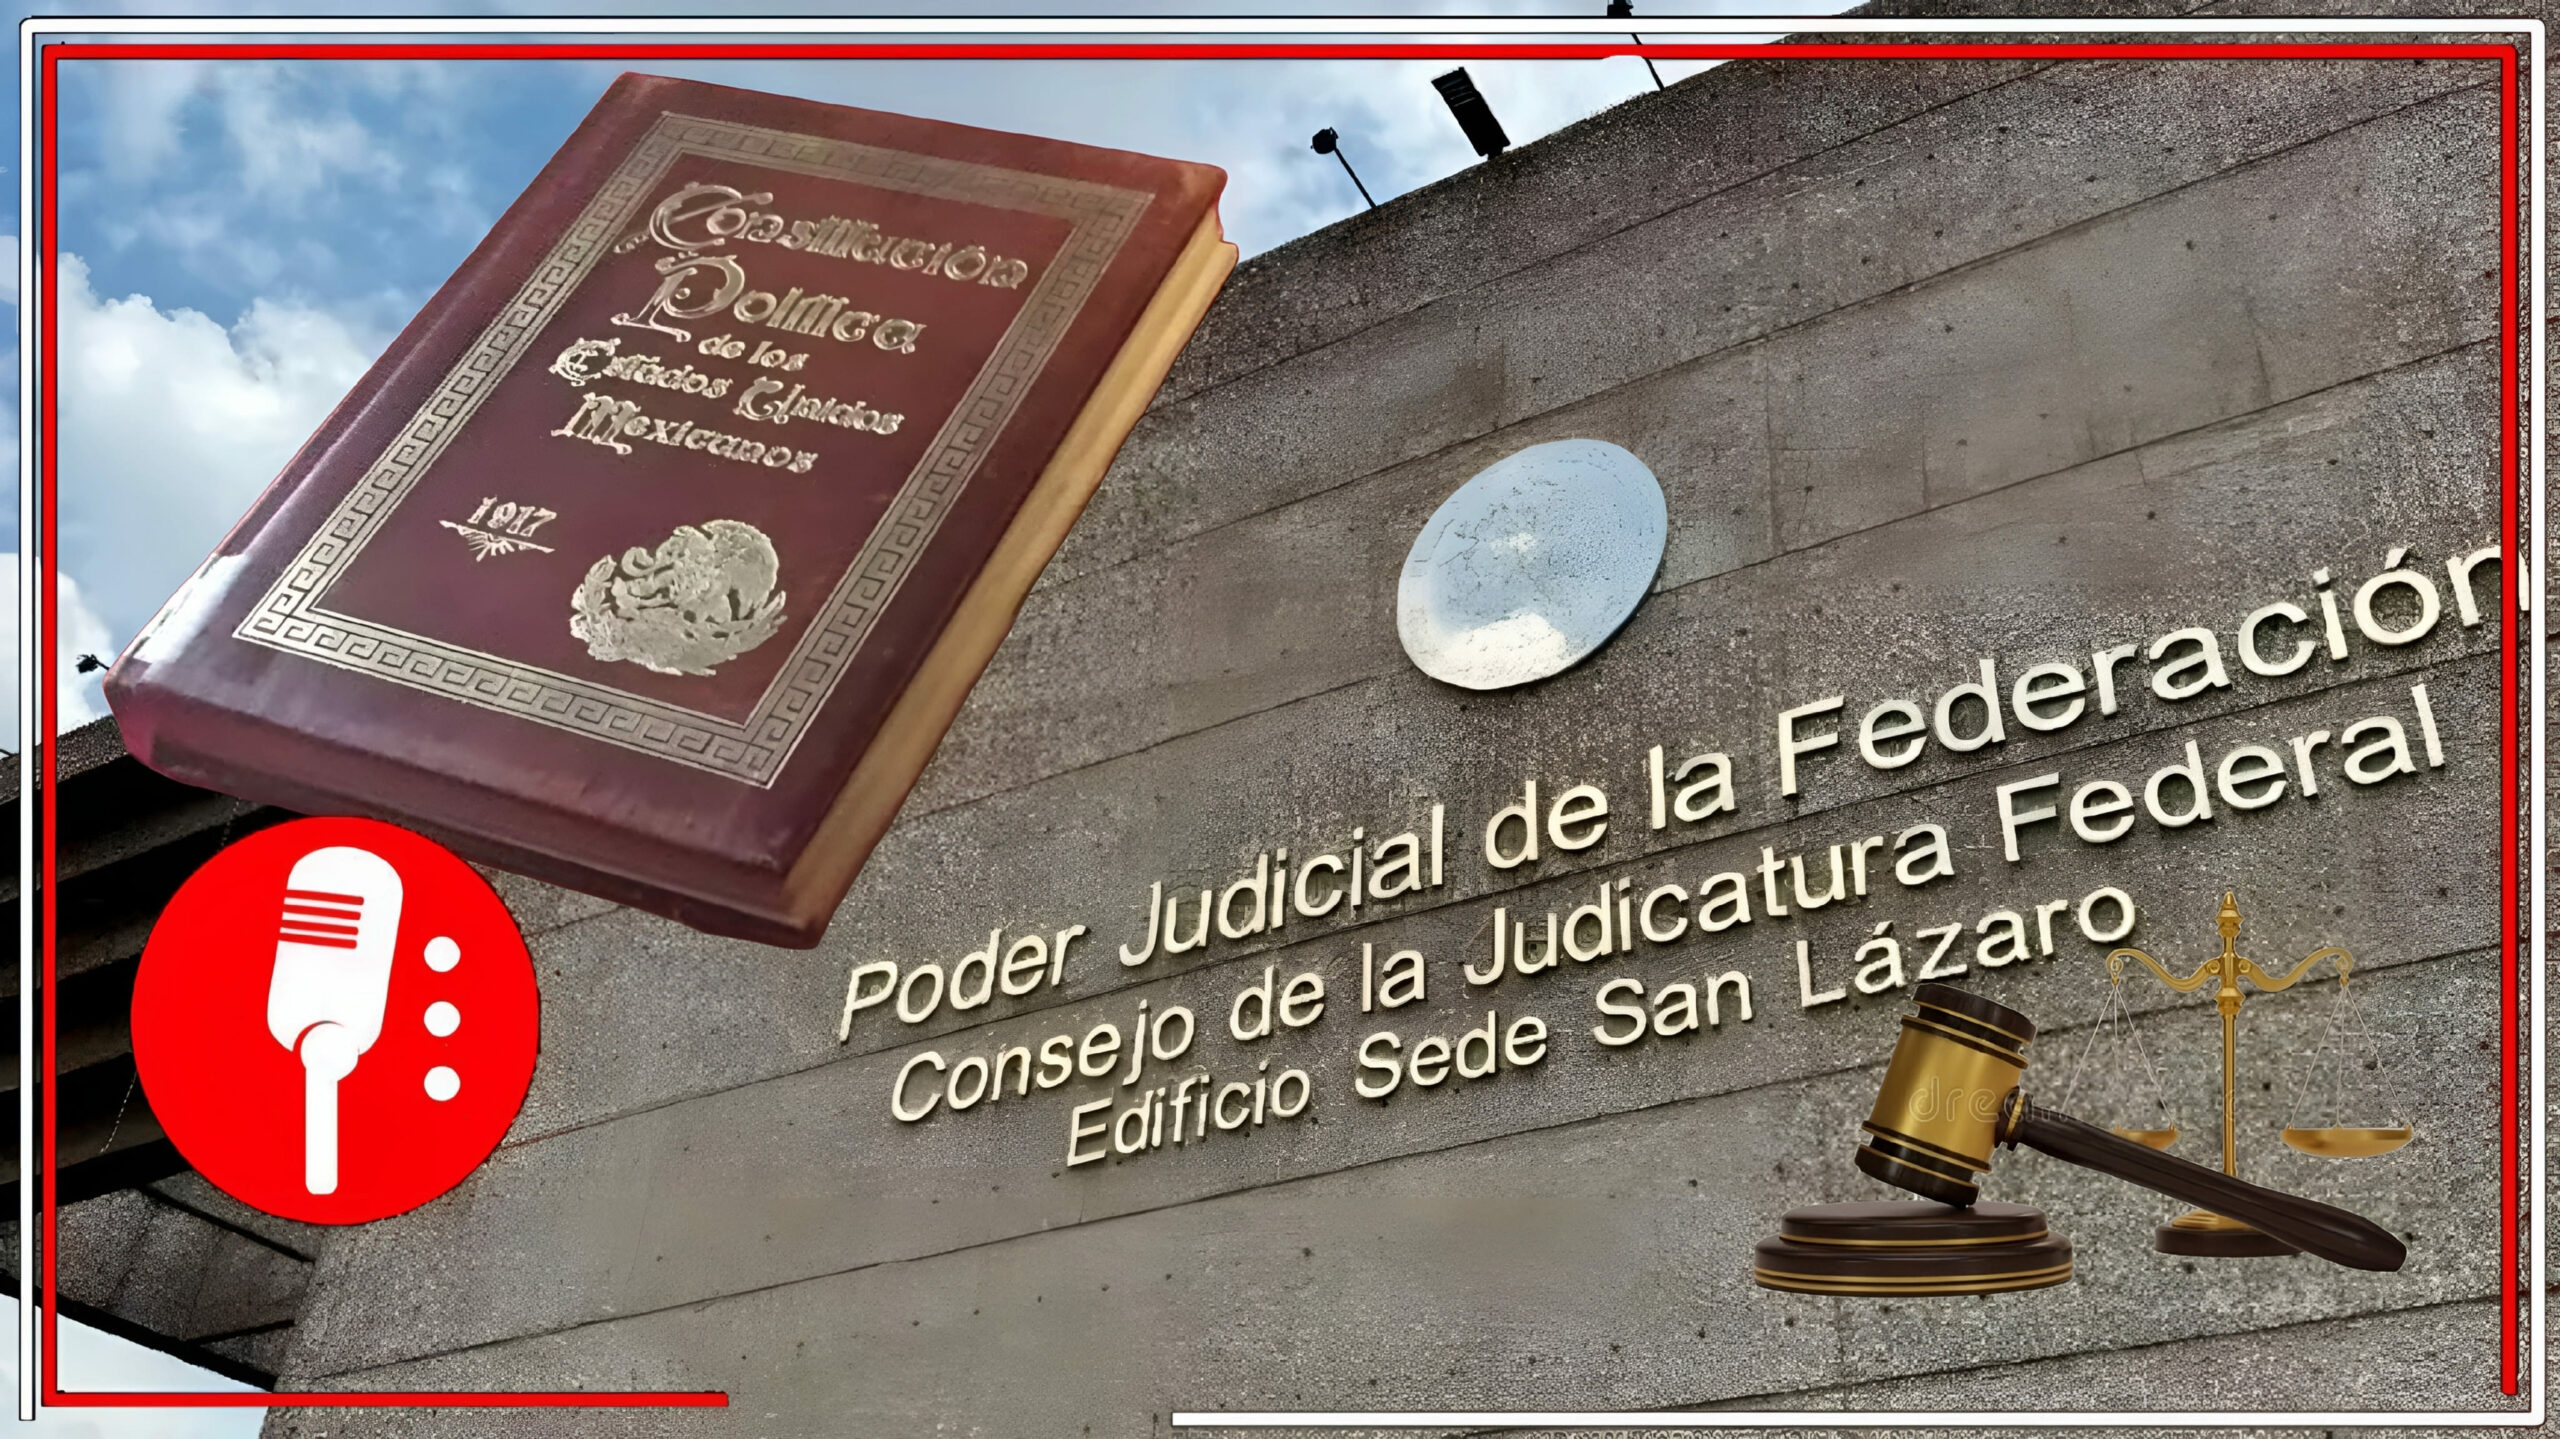 Constitución
Política
de los
Estados Unidos
Mexicanos
1917
Poder Judicial de la Federación
Consejo de la Judicatura Federal
Edificio Sede San Lázaro